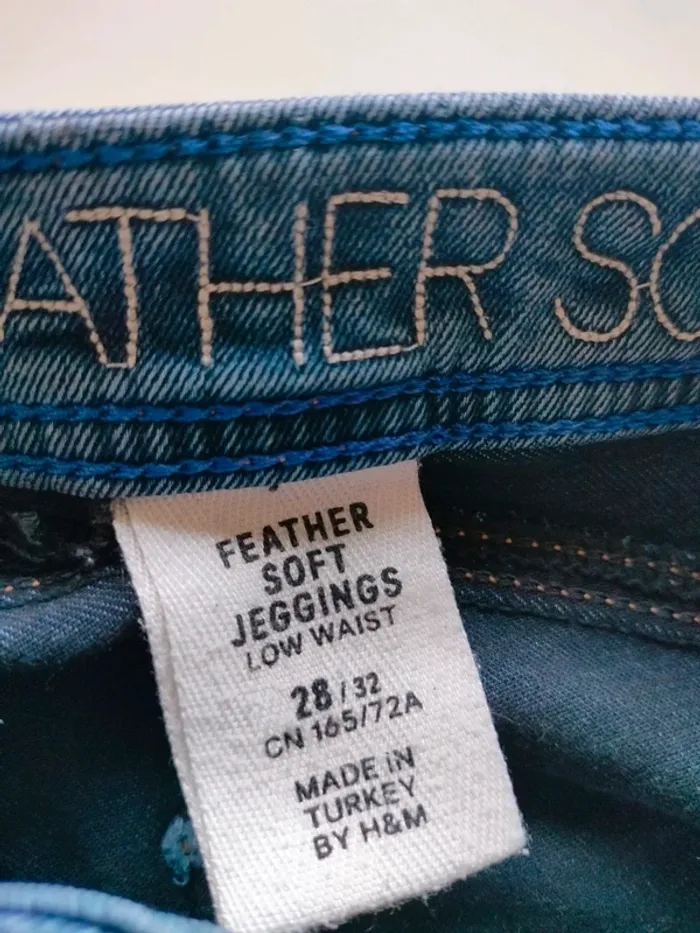 ATHER SO
FEATHER
SOFT
JEGGINGS
LOW WAIST
28/32
CN 165/72A
MADE IN
TURKEY
BY H&M